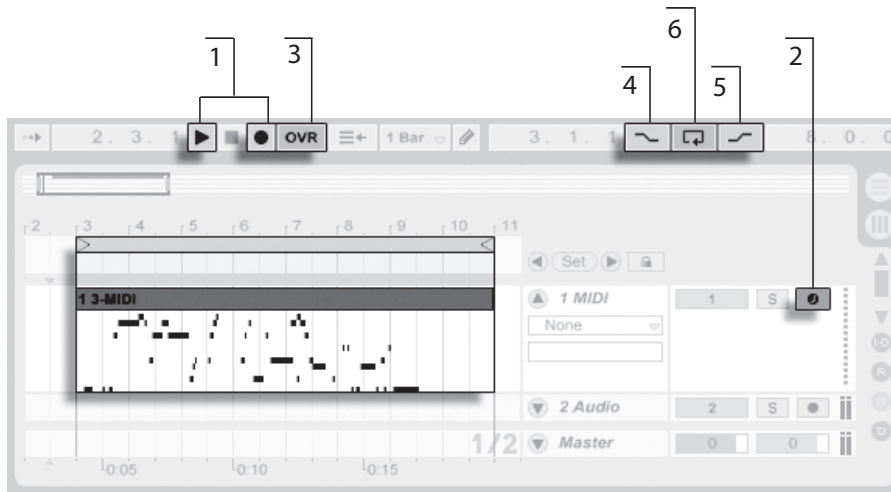 1 3 4 6 5 2
2. 3. 1 OVR 1 Bar 3. 1. 1 8. 0. 0
2 3 4 5 6 7 8 9 10 11
Set
1 3-MIDI
1 MIDI 1 S
None
2 Audio 2 S
1/2 Master 0 0
0:05 0:10 0:15
I-O
R
D